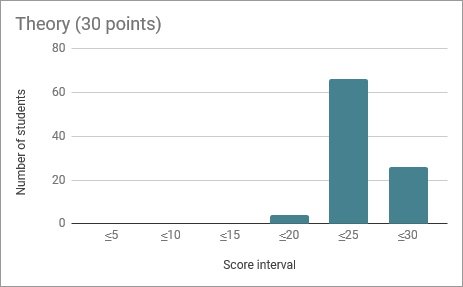 Theory (30 points)
Number of students
80
60
40
20
0
≤5 ≤10 ≤15 ≤20 ≤25 ≤30
Score interval